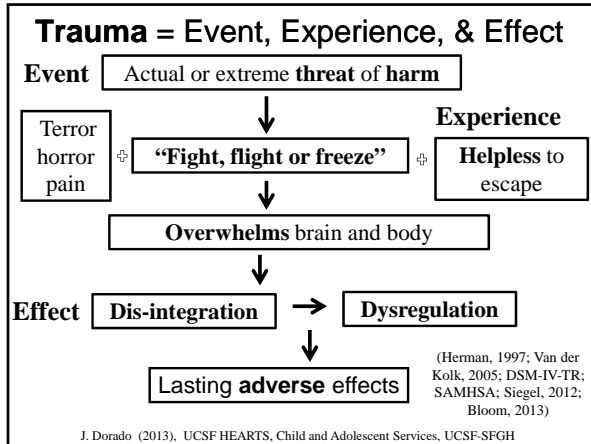 Trauma = Event, Experience, & Effect
Event
Actual or extreme threat of harm
Experience
Terror
horror
pain
“Fight, flight or freeze”
Helpless to
escape
Overwhelms brain and body
Effect
Dis-integration
Dysregulation
Lasting adverse effects
(Herman, 1997; Van der
Kolk, 2005; DSM-IV-TR;
SAMHSA; Siegel, 2012;
Bloom, 2013)
J. Dorado (2013), UCSF HEARTS, Child and Adolescent Services, UCSF-SFGH